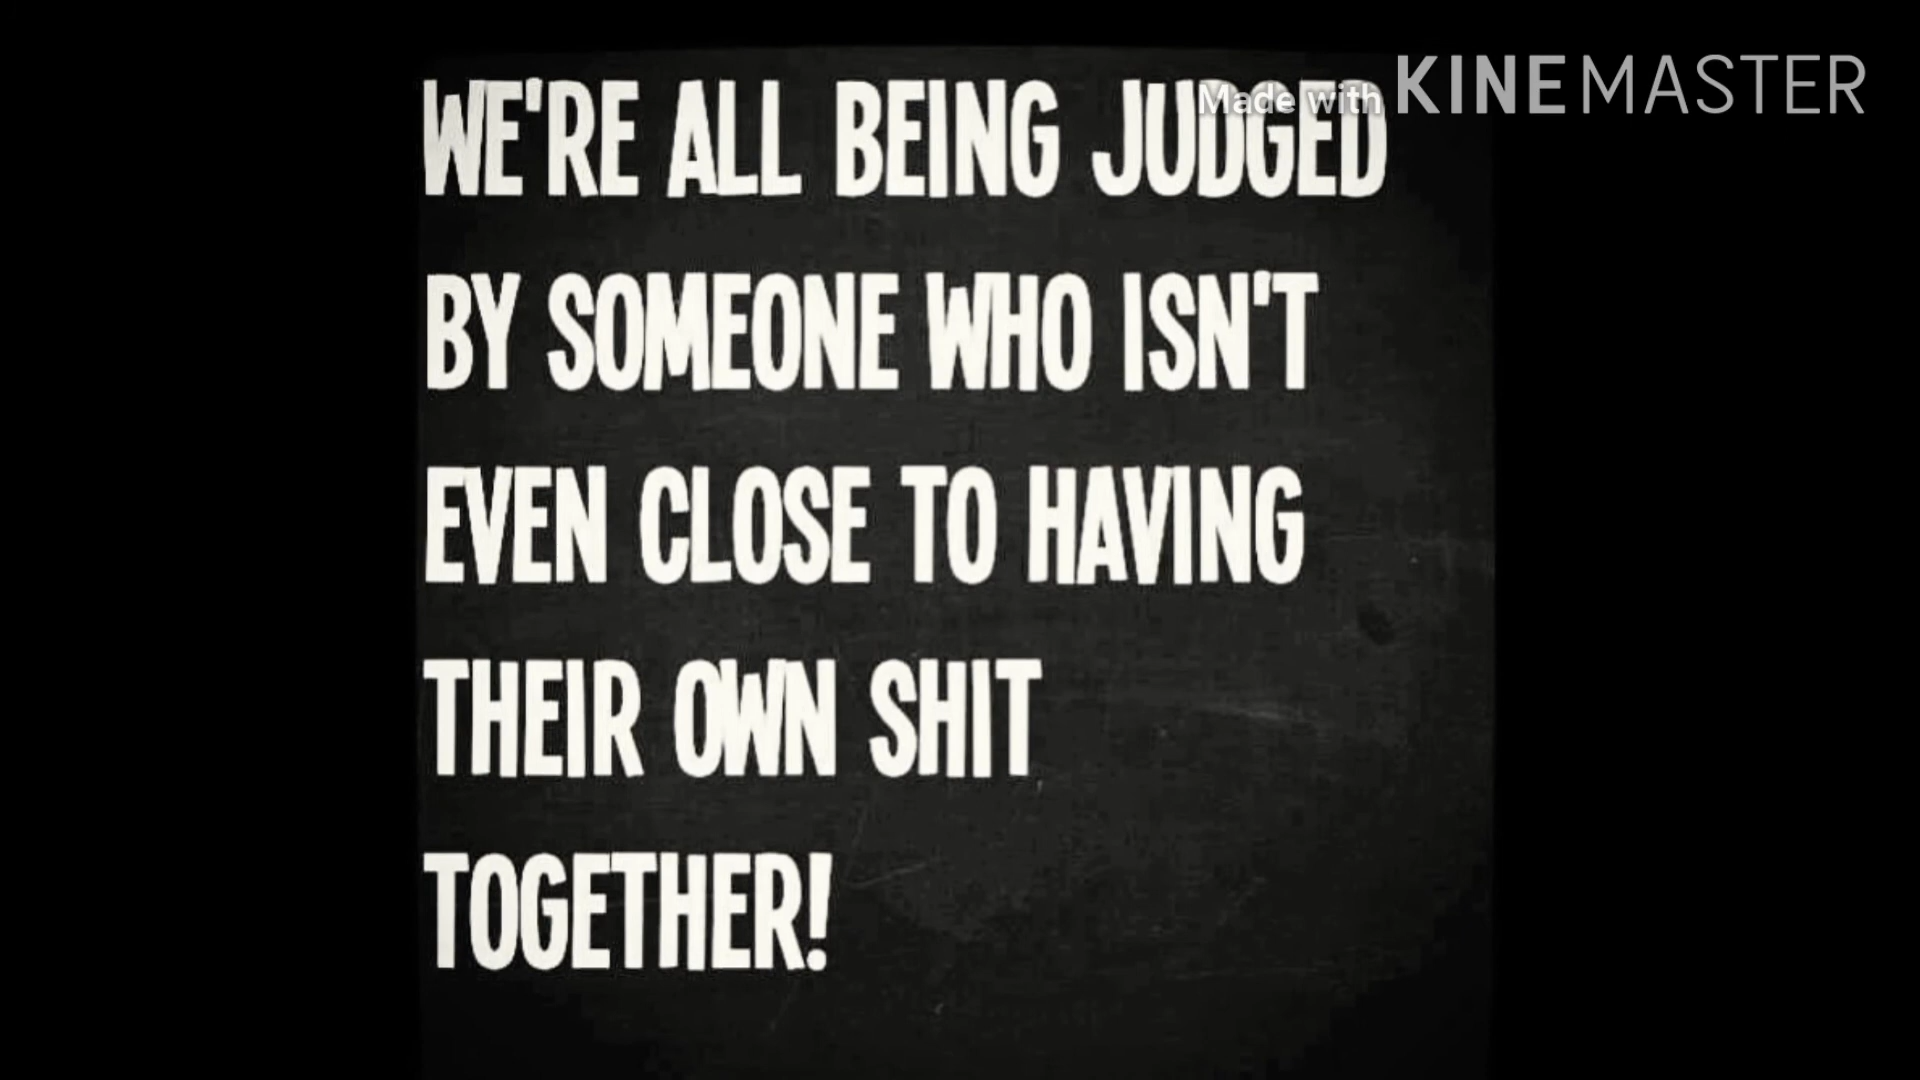 Made with KINEMASTER
WE'RE ALL BEING JUDGED
BY SOMEONE WHO ISN'T
EVEN CLOSE TO HAVING
THEIR OWN SHIT
TOGETHER!